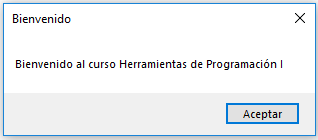 Bienvenido
Bienvenido al curso Herramientas de Programación I
Aceptar